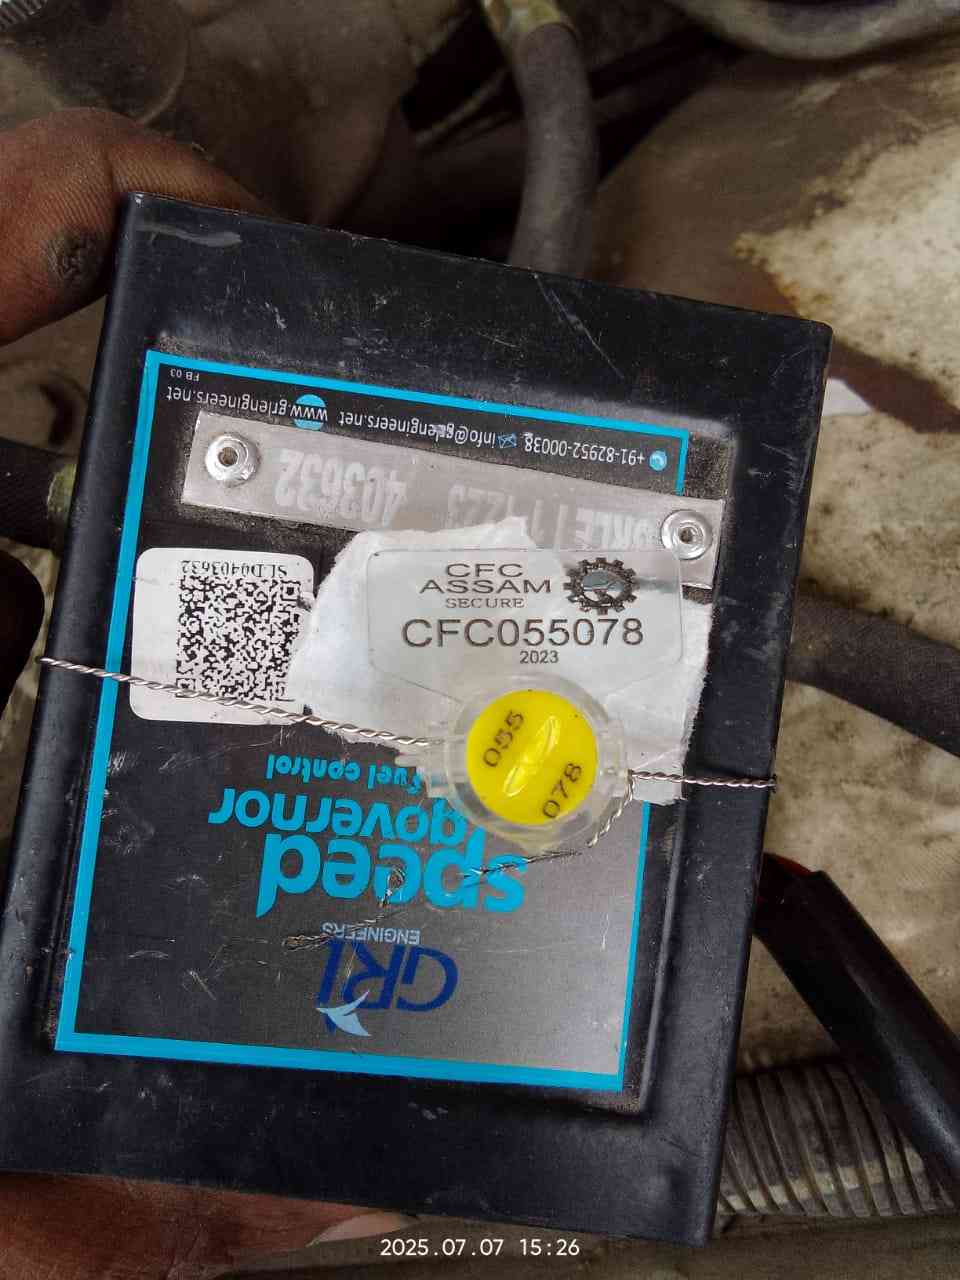 FB 03
www.grlengineers.net
info@grlengineers.net
+91-82952-00038
403632
SLD0403632
CFC
ASSAM
SECURE
CFC055078
2023
055
078
fuel control
governor
speed
ENGINEERS
GRL
2025.07.07 15:26